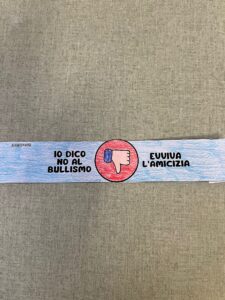 IO DICO
NO AL
BULLISMO
EVVIVA
L'AMICIZIA